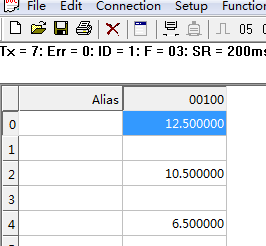 File Edit Connection Setup Function
05
Tx = 7: Err = 0: ID = 1: F = 03: SR = 200ms
Alias 00100
0 12.500000
1
2 10.500000
3
4 6.500000